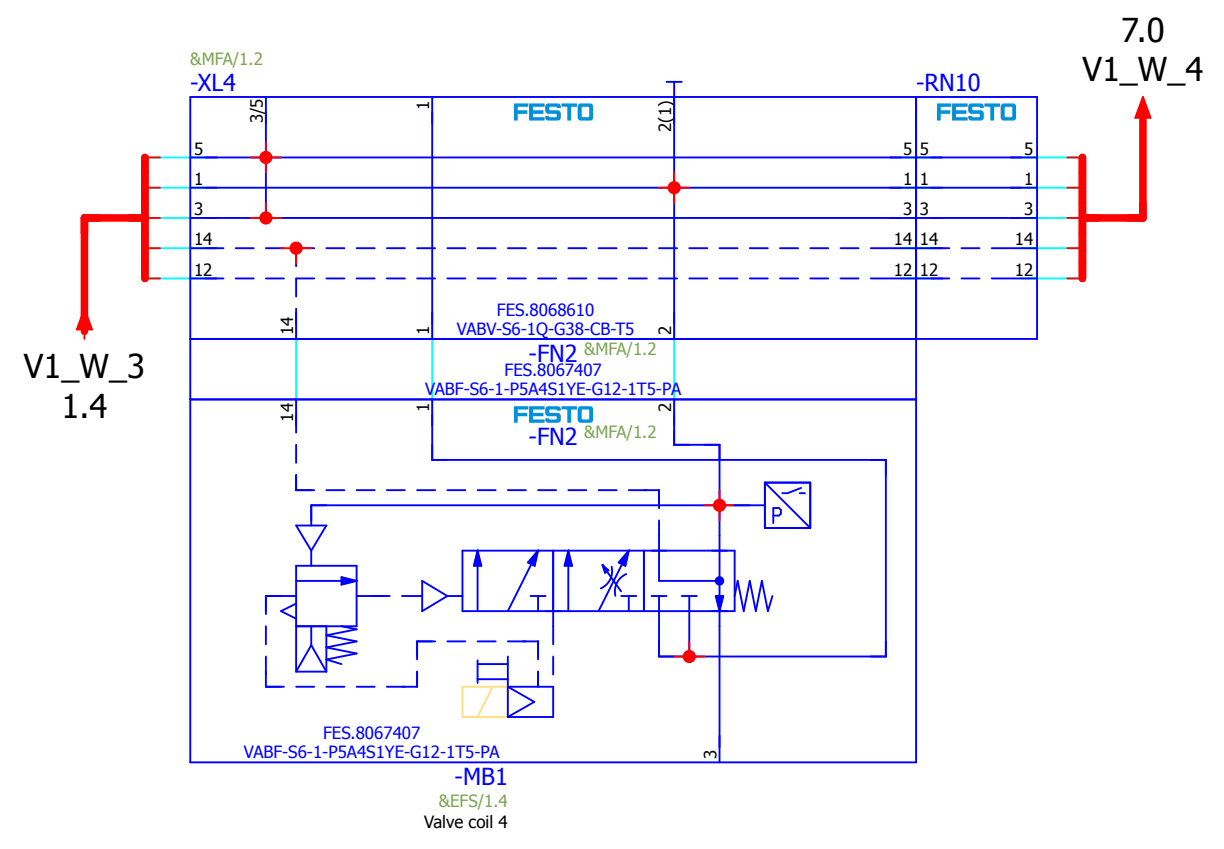 7.0
V1_W_4
&MFA/1.2
-XL4
-RN10
3/5
1
FESTO
2(1)
FESTO
5
5 5
5
1
1 1
1
3
3 3
3
14
14 14
14
12
12 12
12
FES.8068610
VABV-S6-1Q-G38-CB-T5
14
1
2
V1_W_3
1.4
-FN2 &MFA/1.2
FES.8067407
VABF-S6-1-P5A4S1YE-G12-1T5-PA
14
1
FESTO
2
-FN2 &MFA/1.2
P
FES.8067407
VABF-S6-1-P5A4S1YE-G12-1T5-PA
3
-MB1
&EFS/1.4
Valve coil 4